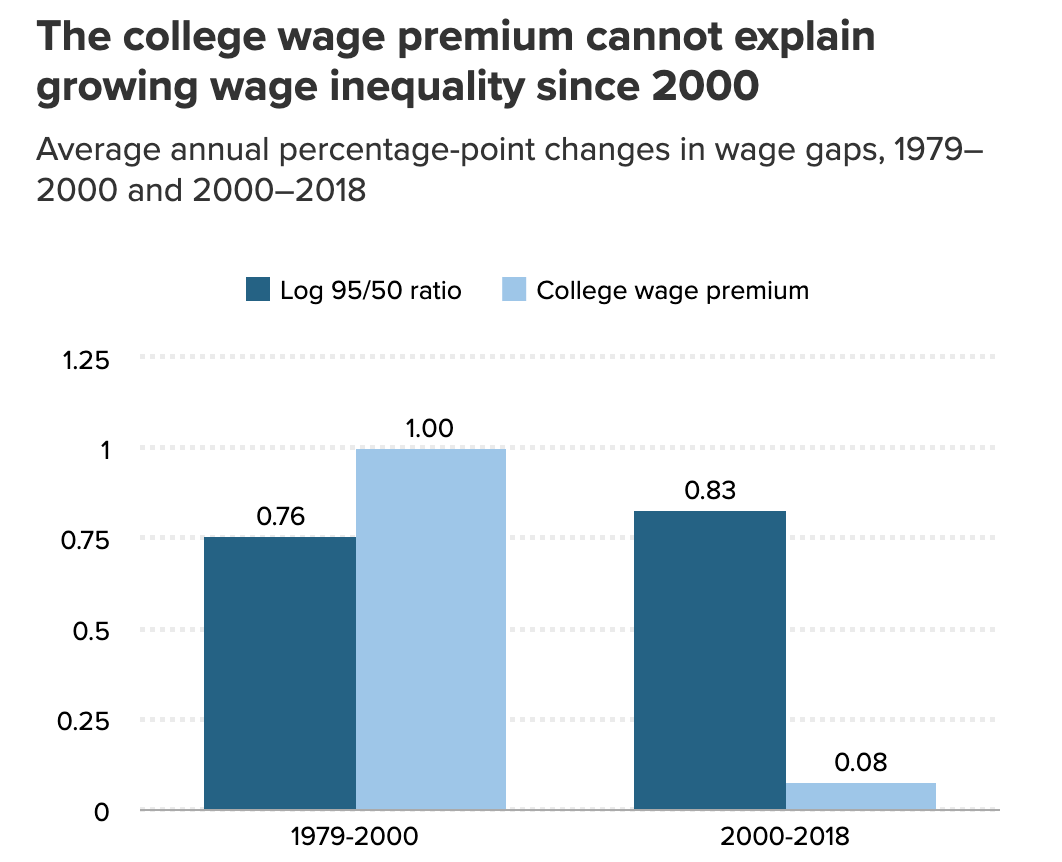 The college wage premium cannot explain
growing wage inequality since 2000
Average annual percentage-point changes in wage gaps, 1979–
2000 and 2000–2018
Log 95/50 ratio College wage premium
1.25
1
0.75
0.5
0.25
0
0.76
1.00
0.83
0.08
1979-2000 2000-2018